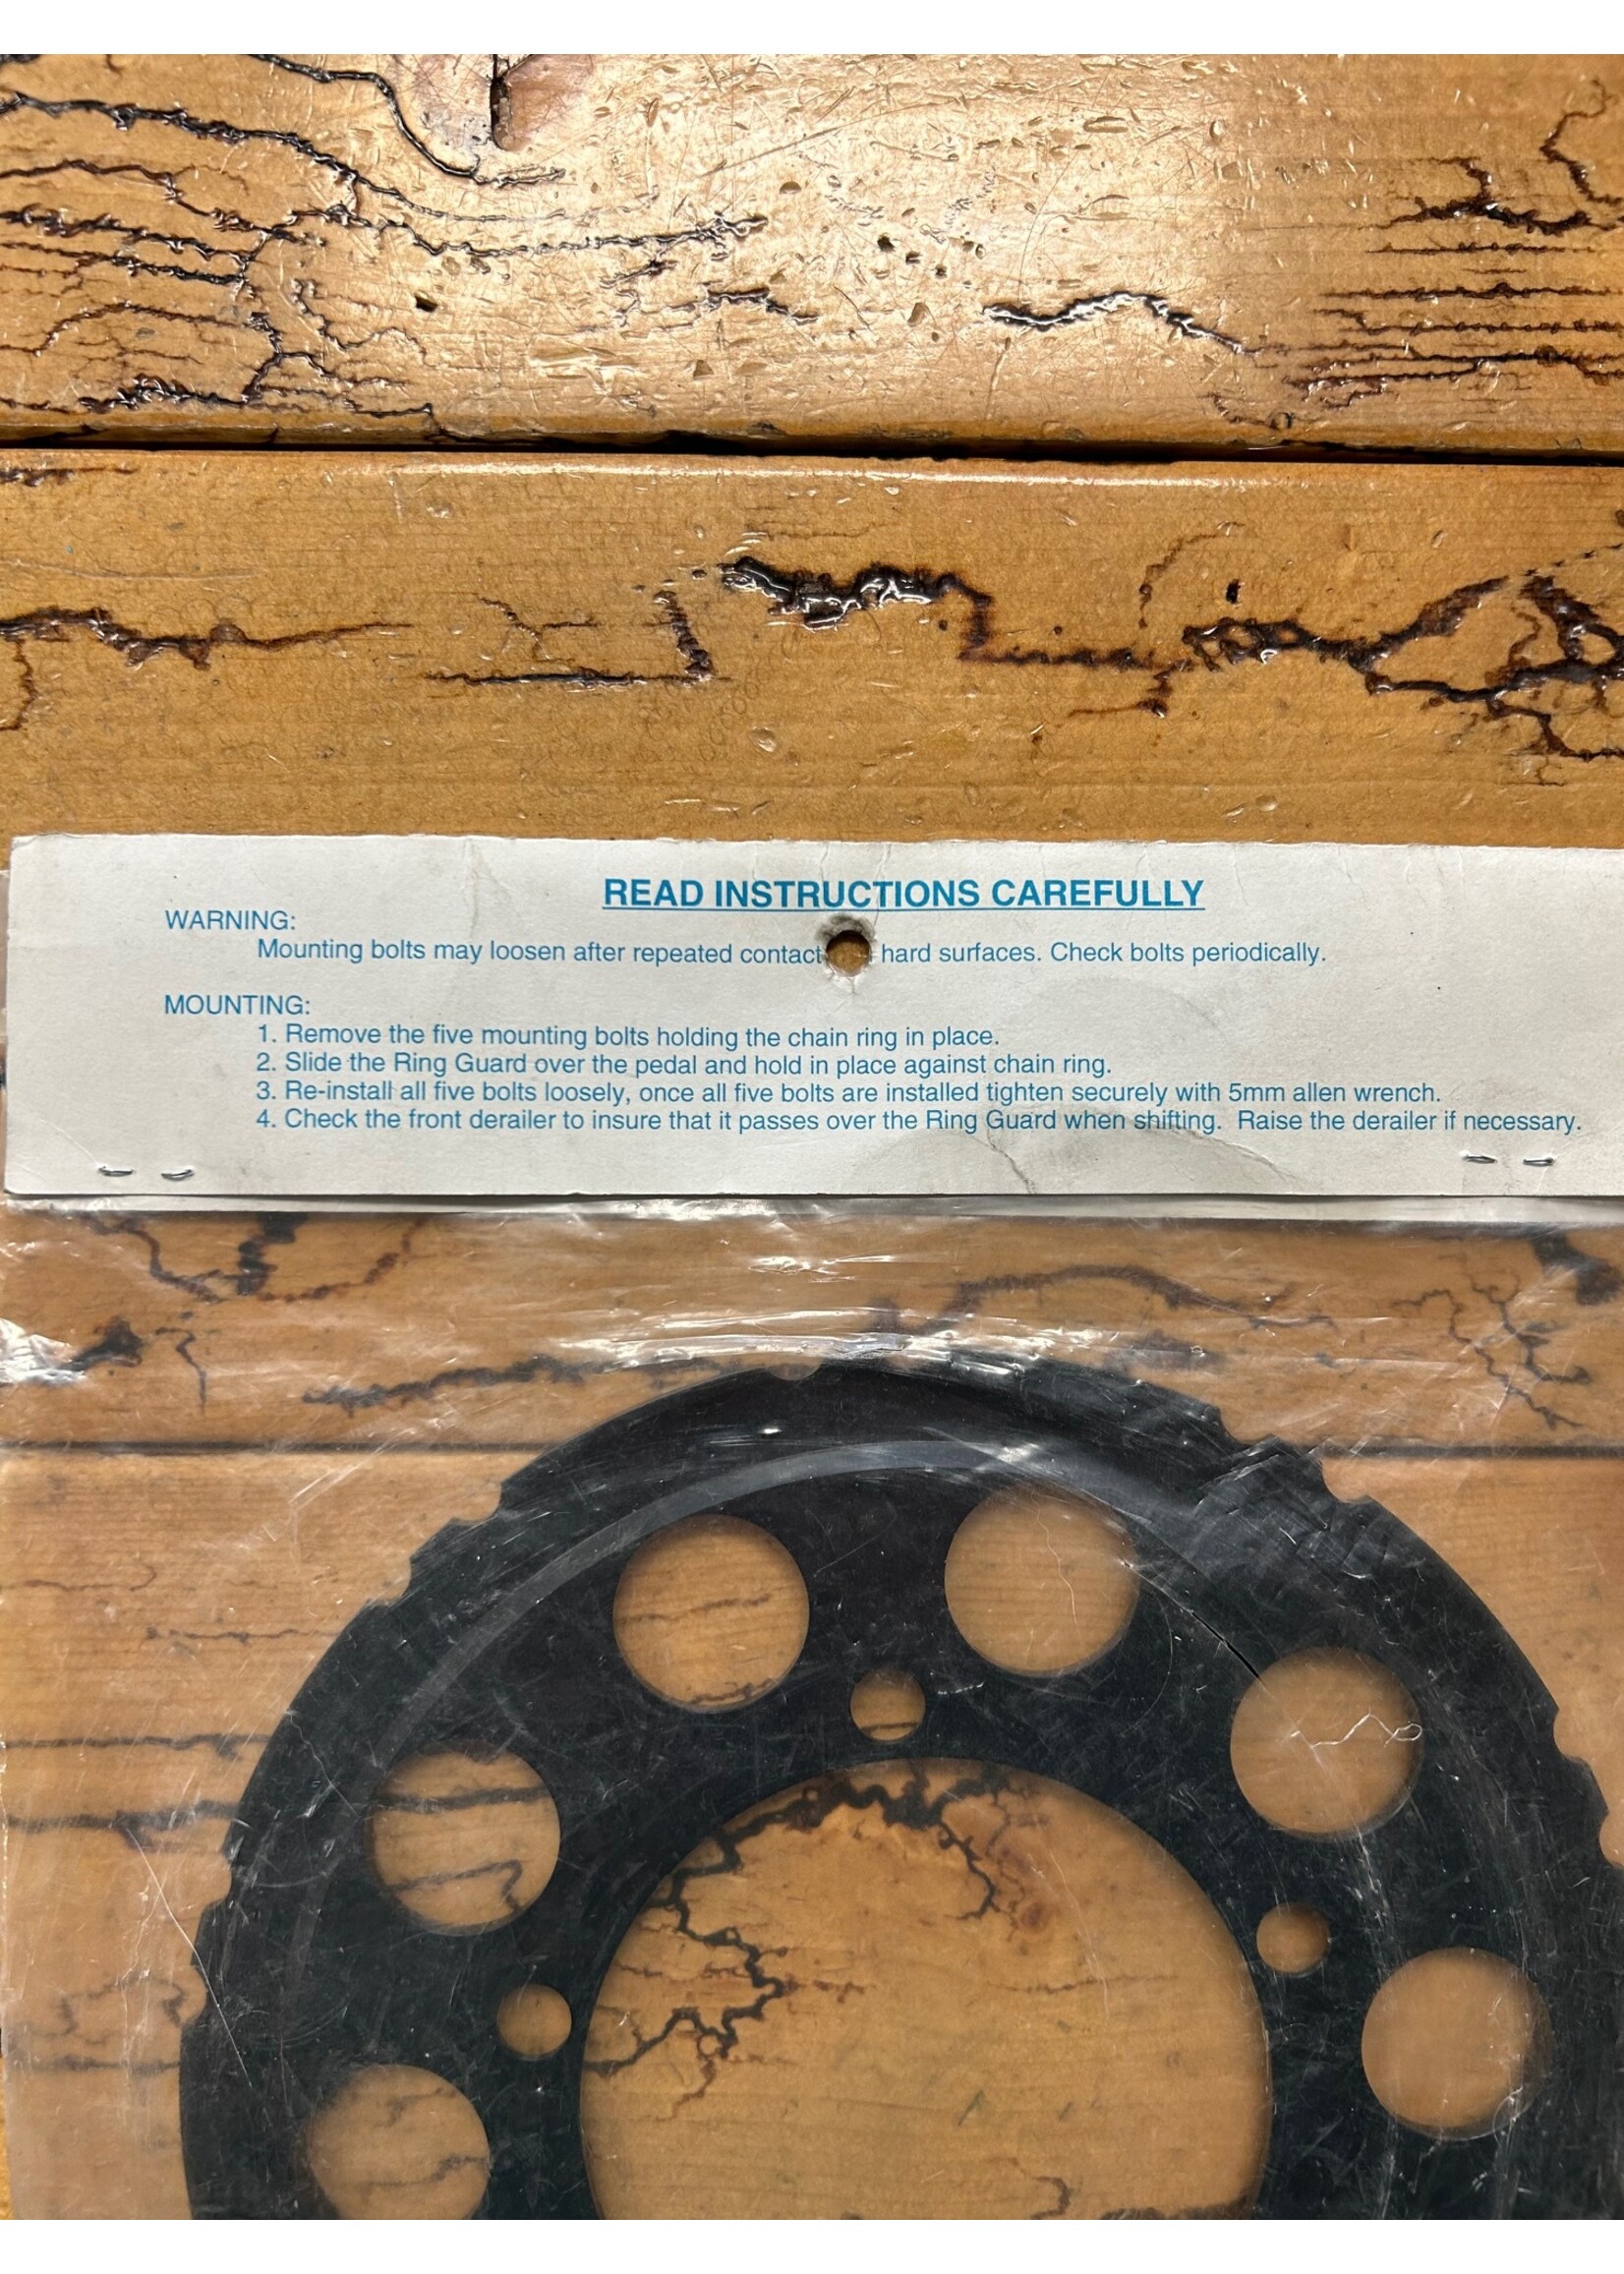 READ INSTRUCTIONS CAREFULLY
WARNING:
Mounting bolts may loosen after repeated contact hard surfaces. Check bolts periodically.
MOUNTING:
1. Remove the five mounting bolts holding the chain ring in place.
2. Slide the Ring Guard over the pedal and hold in place against chain ring.
3. Re-install all five bolts loosely, once all five bolts are installed tighten securely with 5mm allen wrench.
4. Check the front derailer to insure that it passes over the Ring Guard when shifting. Raise the derailer if necessary.